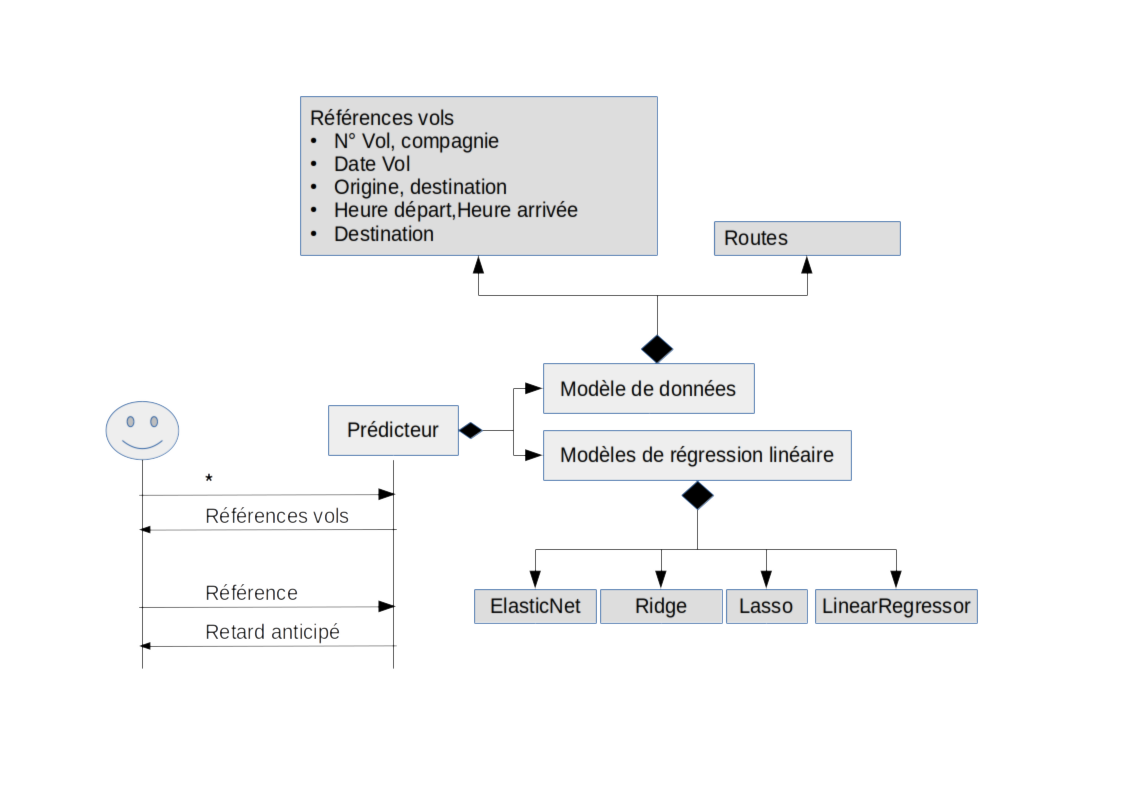 Références vols
• N° Vol, compagnie
• Date Vol
• Origine, destination
• Heure départ,Heure arrivée
• Destination
Routes
Modèle de données
Prédicteur
Modèles de régression linéaire
*
Références vols
Référence
Retard anticipé
ElasticNet
Ridge
Lasso
LinearRegressor